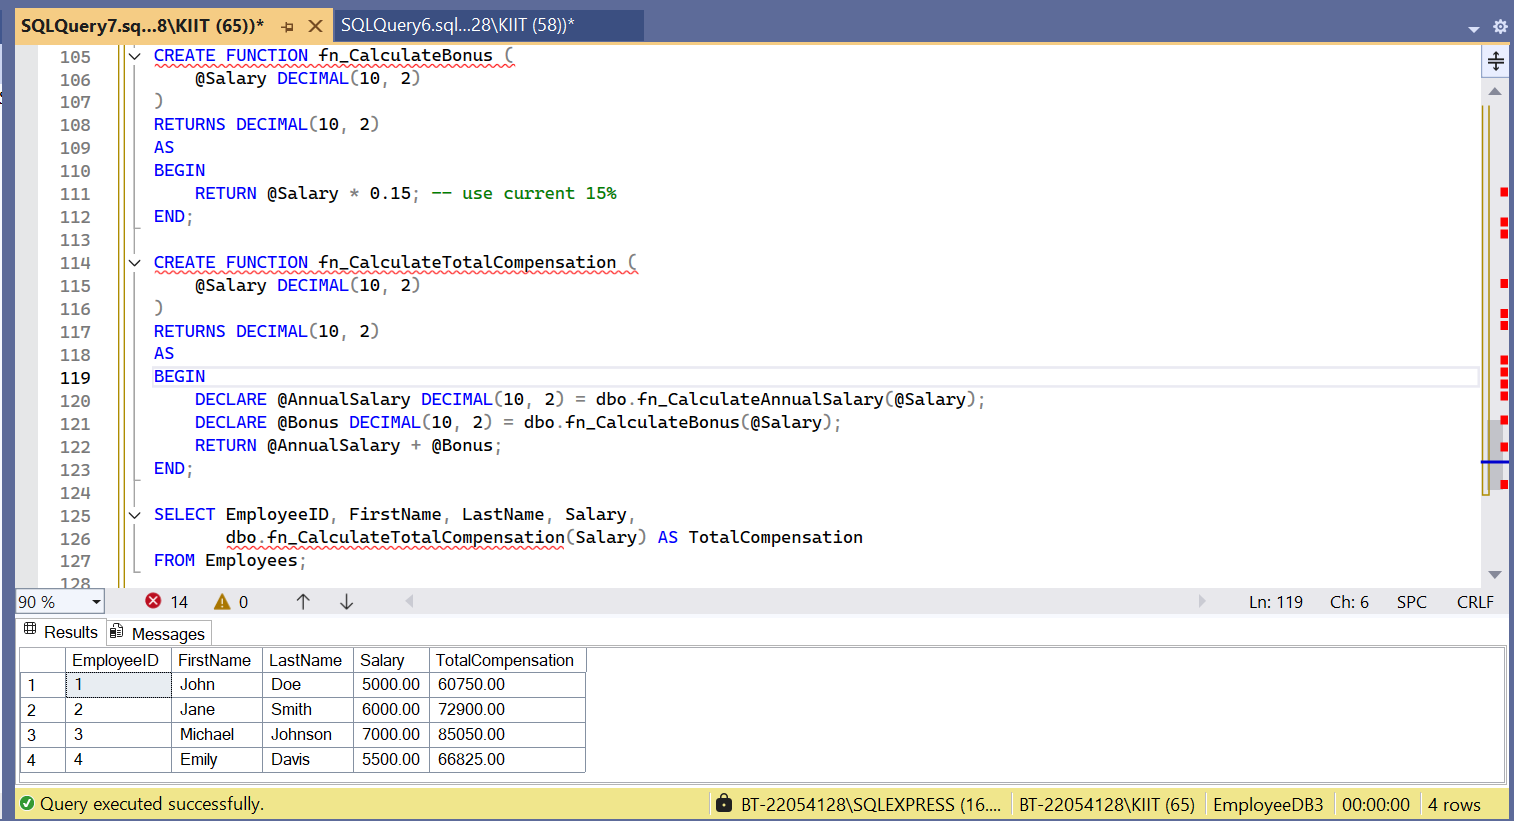 SQLQuery7.sq...8\KIIT (65))*
SQLQuery6.sql...28\KIIT (58))*
105 CREATE FUNCTION fn_CalculateBonus (
106 @Salary DECIMAL(10, 2)
107 )
108 RETURNS DECIMAL(10, 2)
109 AS
110 BEGIN
111 RETURN @Salary * 0.15; -- use current 15%
112 END;
113
114 CREATE FUNCTION fn_CalculateTotalCompensation (
115 @Salary DECIMAL(10, 2)
116 )
117 RETURNS DECIMAL(10, 2)
118 AS
119 BEGIN
120 DECLARE @AnnualSalary DECIMAL(10, 2) = dbo.fn_CalculateAnnualSalary(@Salary);
121 DECLARE @Bonus DECIMAL(10, 2) = dbo.fn_CalculateBonus(@Salary);
122 RETURN @AnnualSalary + @Bonus;
123 END;
124
125 SELECT EmployeeID, FirstName, LastName, Salary,
126 dbo.fn_CalculateTotalCompensation(Salary) AS TotalCompensation
127 FROM Employees;
128
90 % 14 0 Ln: 119 Ch: 6 SPC CRLF
Results Messages
EmployeeID FirstName LastName Salary TotalCompensation
1 1 John Doe 5000.00 60750.00
2 2 Jane Smith 6000.00 72900.00
3 3 Michael Johnson 7000.00 85050.00
4 4 Emily Davis 5500.00 66825.00
Query executed successfully. BT-22054128\SQLEXPRESS (16.... BT-22054128\KIIT (65) EmployeeDB3 00:00:00 4 rows